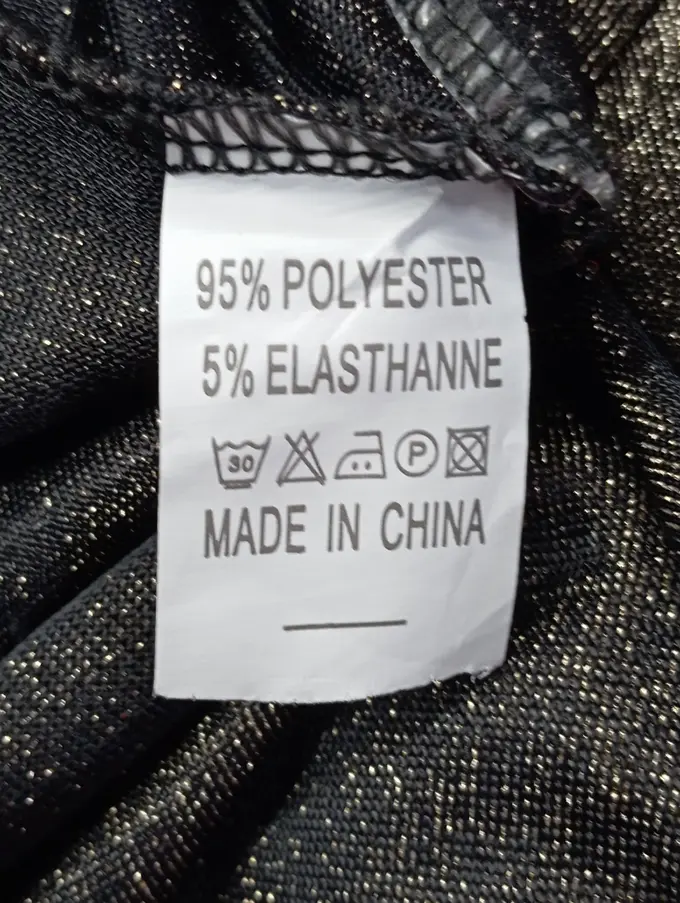 95% POLYESTER
5% ELASTHANNE
30 P
MADE IN CHINA